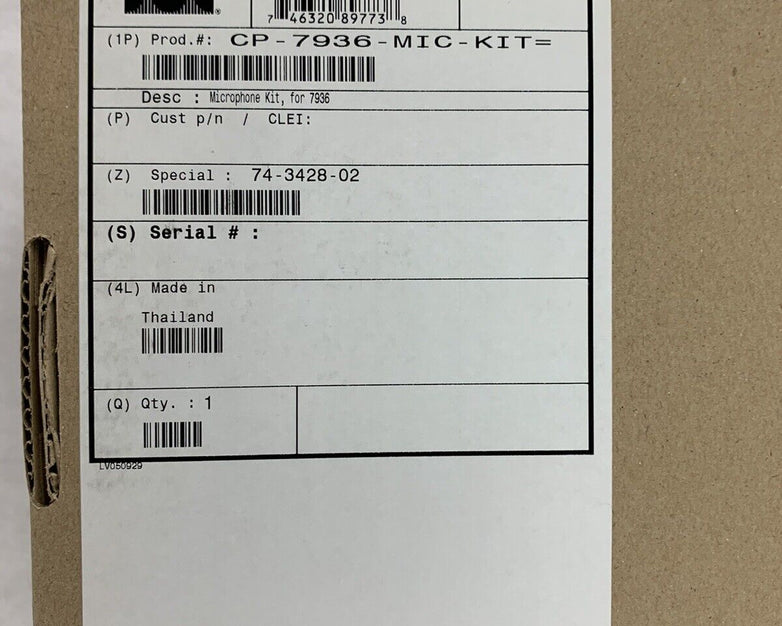 ®
7 46320 89773 8
(1P) Prod.#: CP-7936-MIC-KIT=
Desc : Microphone Kit, for 7936
(P) Cust p/n / CLEI:
(Z) Special : 74-3428-02
(S) Serial # :
(4L) Made in
Thailand
(Q) Qty. : 1
LV050929